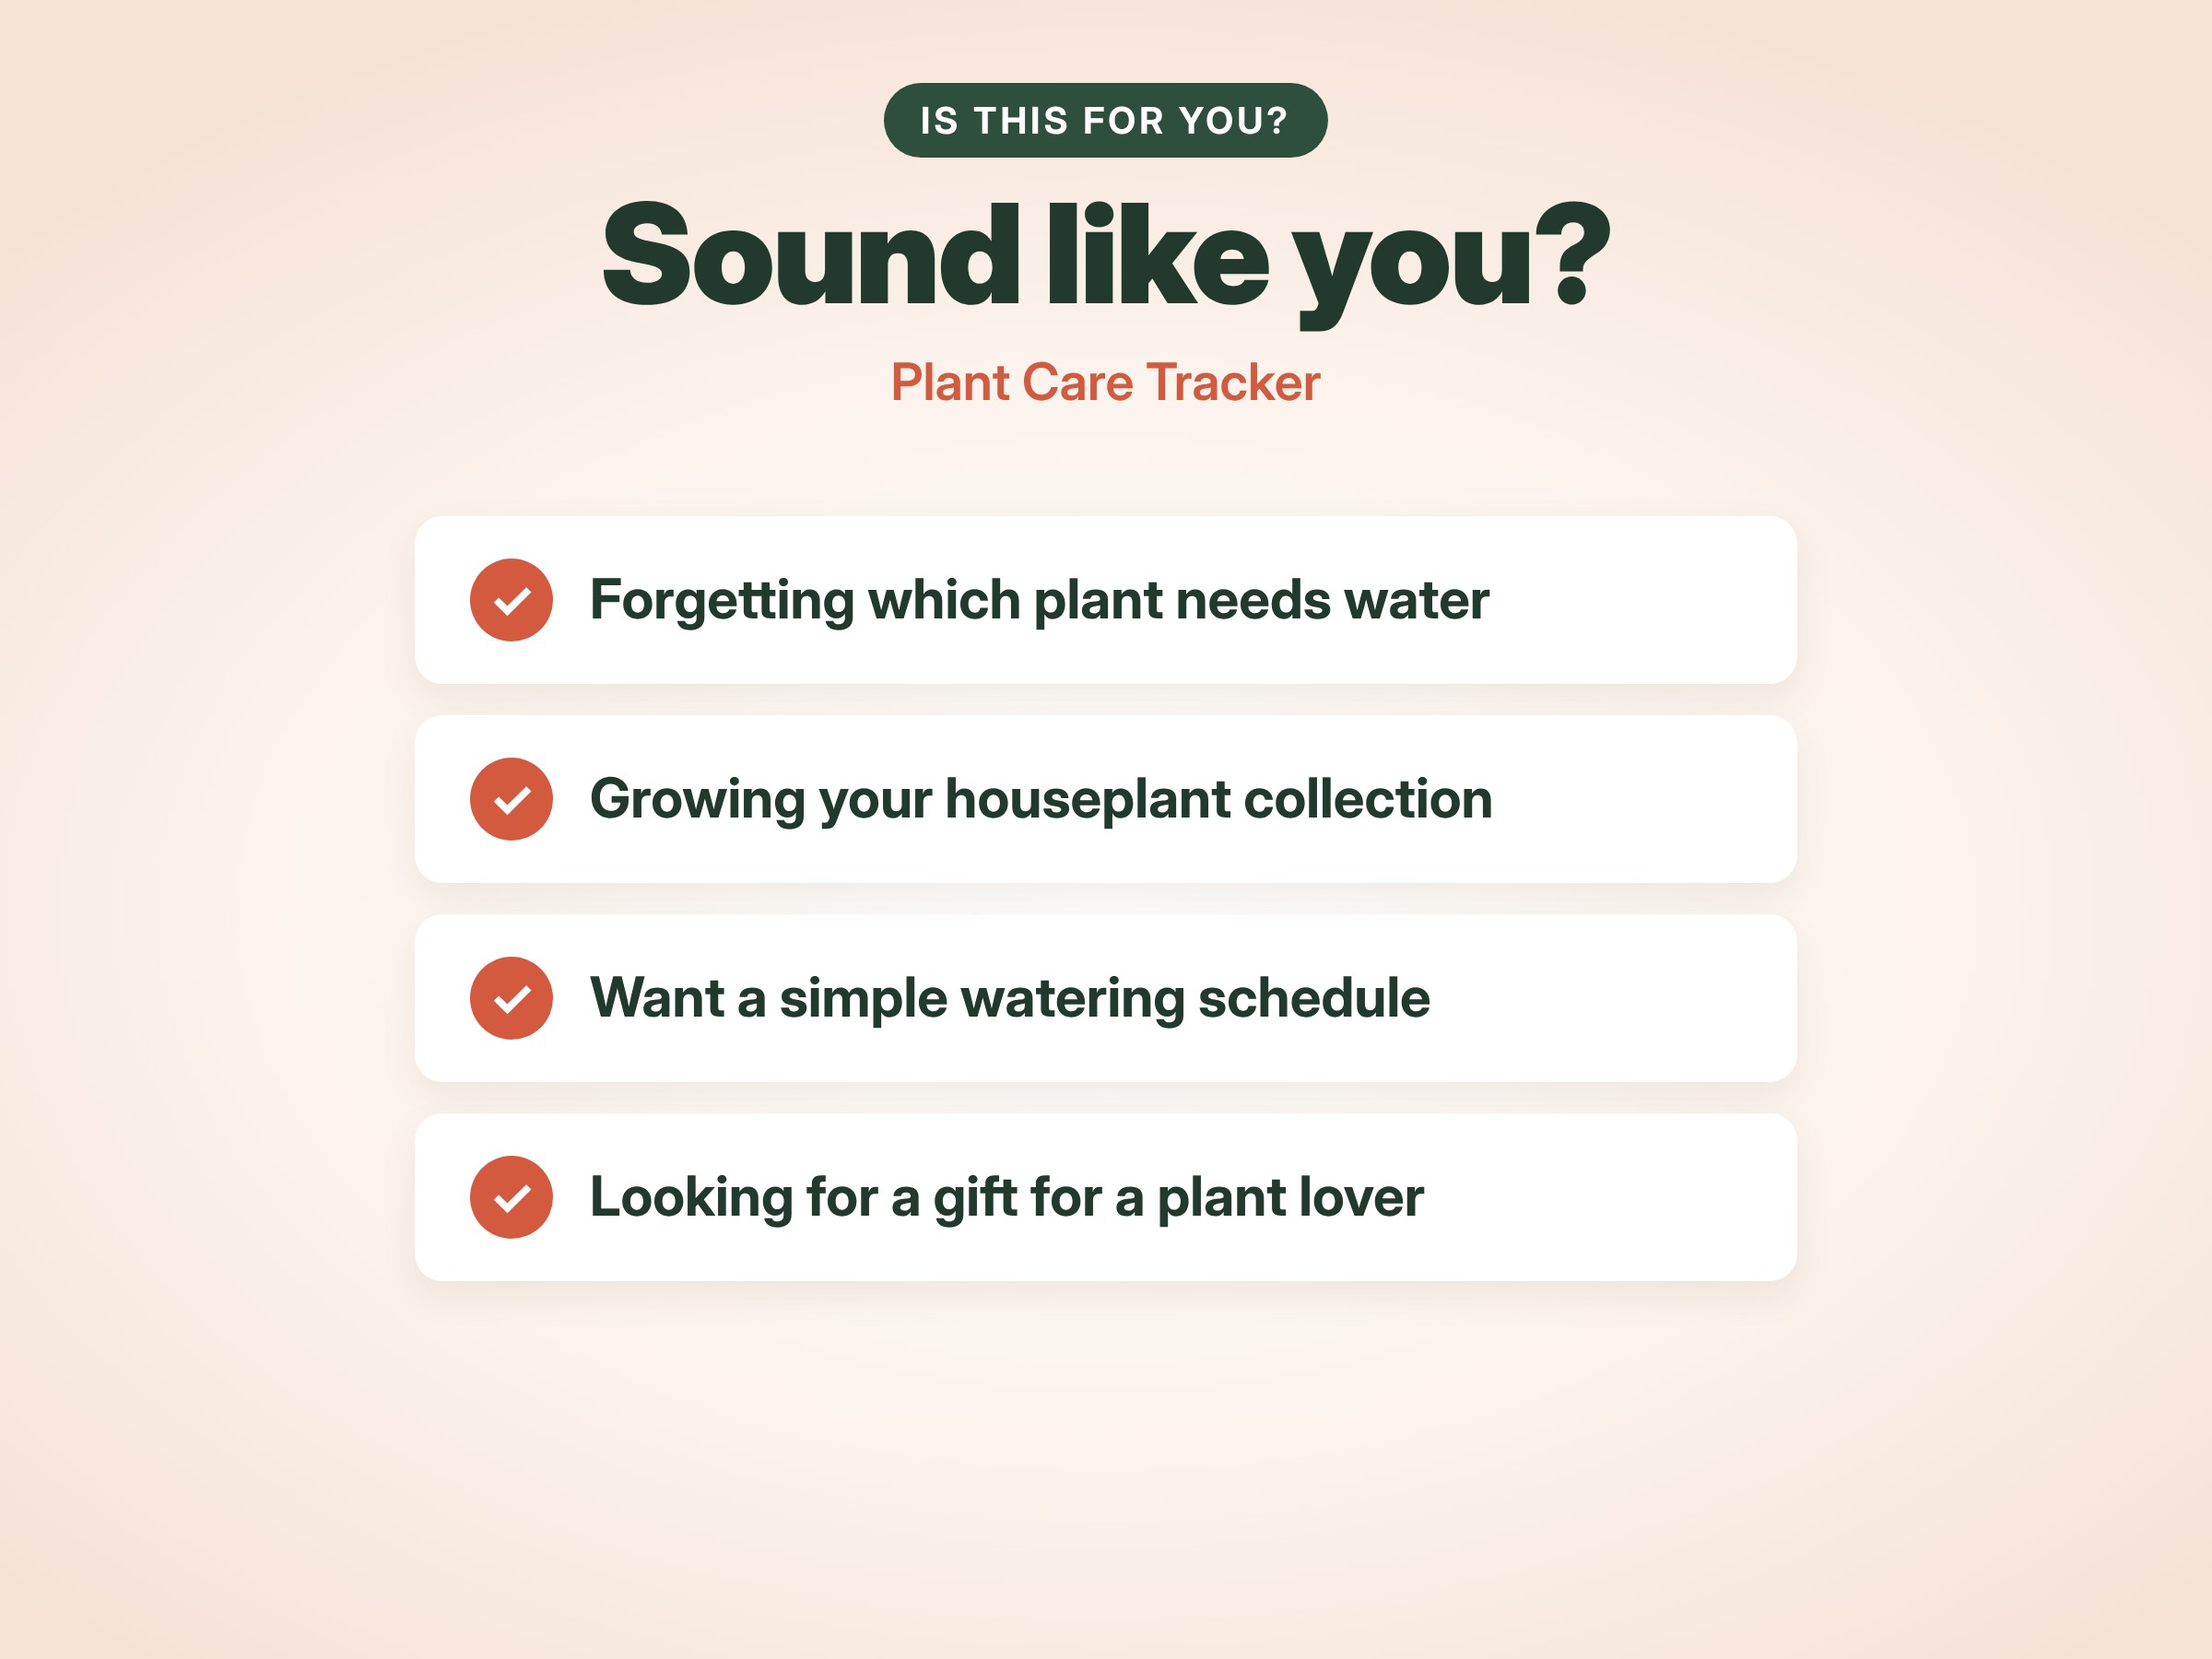 IS THIS FOR YOU?
Sound like you?
Plant Care Tracker
Forgetting which plant needs water
Growing your houseplant collection
Want a simple watering schedule
Looking for a gift for a plant lover